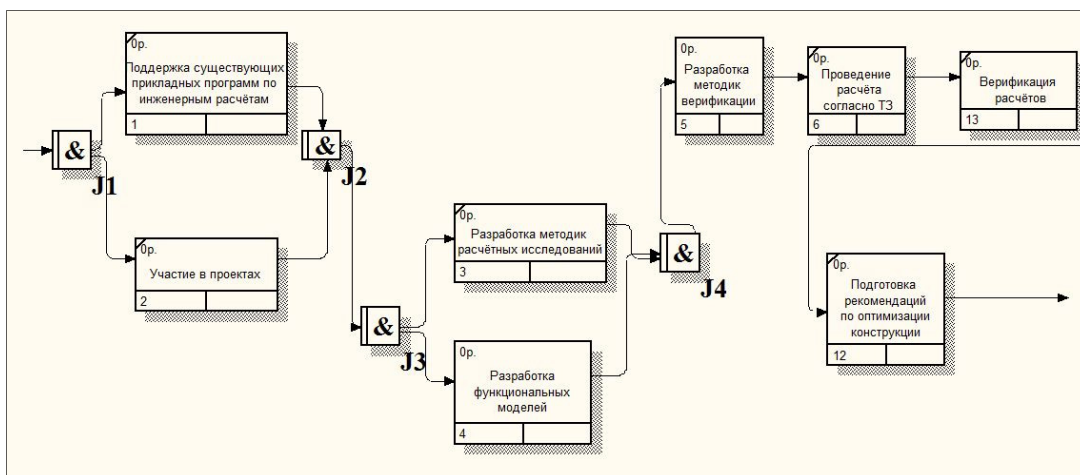 0р.
Поддержка существующих
прикладных программ по
инженерным расчётам
1
&
J1
&
J2
0р.
Участие в проектах
2
&
J3
0р.
Разработка методик
расчётных исследований
3
0р.
Разработка
функциональных
моделей
4
&
J4
0р.
Разработка
методик
верификации
5
0р.
Проведение
расчёта
согласно ТЗ
6
0р.
Верификация
расчётов
13
0р.
Подготовка
рекомендаций
по оптимизации
конструкции
12